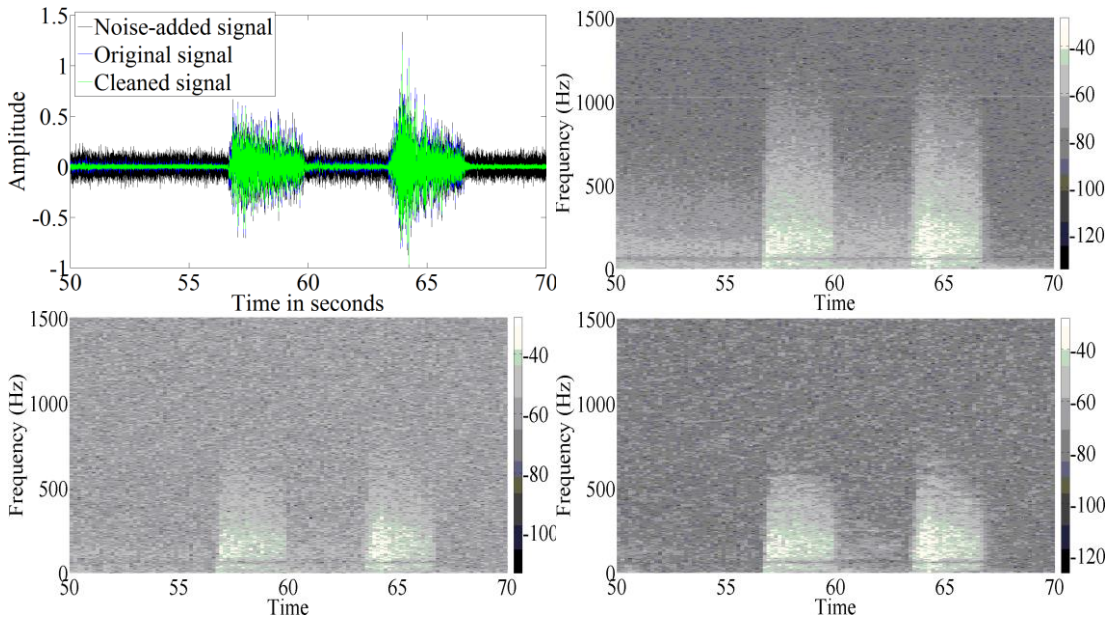 1.5
1
0.5
0
-0.5
-1
Amplitude
Noise-added signal
Original signal
Cleaned signal
50 55 60 65 70
Time in seconds
1500
1000
500
0
Frequency (Hz)
50 55 60 65 70
Time
-40
-60
-80
-100
-120
1500
1000
500
0
Frequency (Hz)
50 55 60 65 70
Time
-40
-60
-80
-100
1500
1000
500
0
Frequency (Hz)
50 55 60 65 70
Time
-40
-60
-80
-100
-120